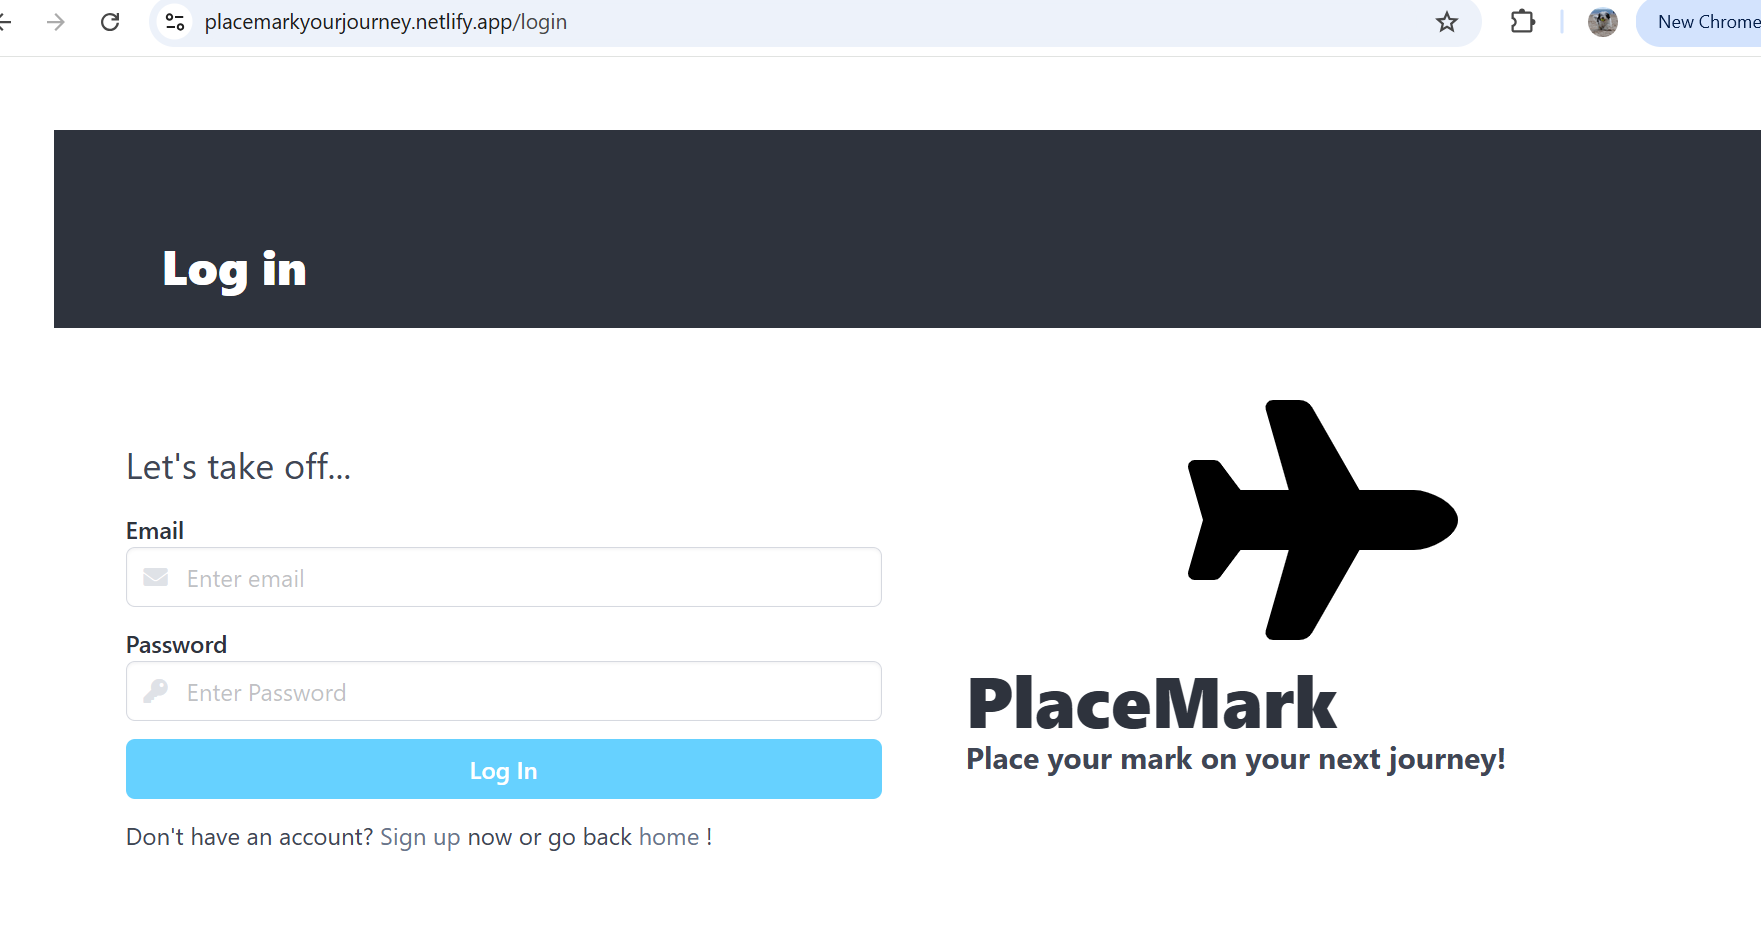 placemarkyourjourney.netlify.app/login
New Chrome
Log in
Let's take off...
Email
Enter email
Password
Enter Password
Log In
Don't have an account? Sign up now or go back home !
PlaceMark
Place your mark on your next journey!